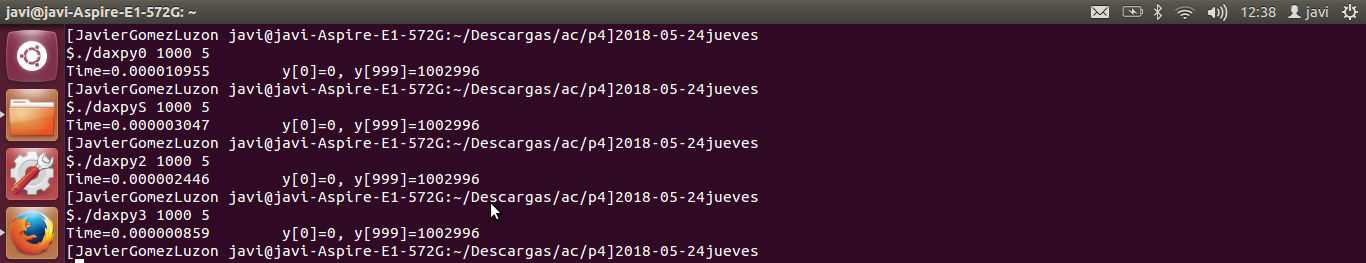 javi@javi-Aspire-E1-572G: ~ 12:38 javi
[JavierGomezLuzon javi@javi-Aspire-E1-572G:~/Descargas/ac/p4]2018-05-24jueves
$./daxpy0 1000 5
Time=0.000010955 y[0]=0, y[999]=1002996
[JavierGomezLuzon javi@javi-Aspire-E1-572G:~/Descargas/ac/p4]2018-05-24jueves
$./daxpyS 1000 5
Time=0.000003047 y[0]=0, y[999]=1002996
[JavierGomezLuzon javi@javi-Aspire-E1-572G:~/Descargas/ac/p4]2018-05-24jueves
$./daxpy2 1000 5
Time=0.000002446 y[0]=0, y[999]=1002996
[JavierGomezLuzon javi@javi-Aspire-E1-572G:~/Descargas/ac/p4]2018-05-24jueves
$./daxpy3 1000 5
Time=0.000000859 y[0]=0, y[999]=1002996
[JavierGomezLuzon javi@javi-Aspire-E1-572G:~/Descargas/ac/p4]2018-05-24jueves